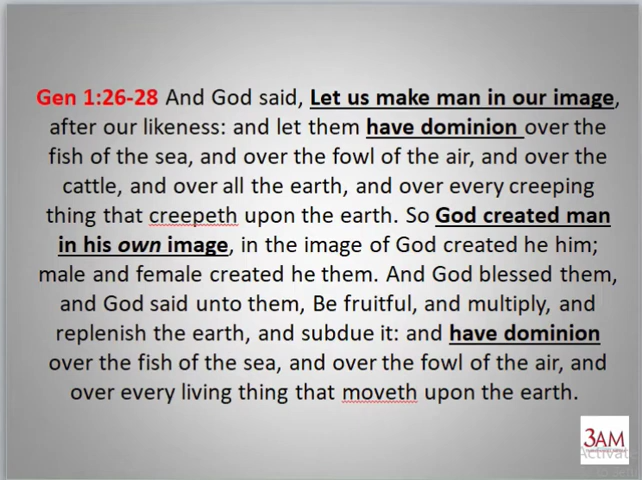 Gen 1:26-28 And God said, Let us make man in our image,
after our likeness: and let them have dominion over the
fish of the sea, and over the fowl of the air, and over the
cattle, and over all the earth, and over every creeping
thing that creepeth upon the earth. So God created man
in his own image, in the image of God created he him;
male and female created he them. And God blessed them,
and God said unto them, Be fruitful, and multiply, and
replenish the earth, and subdue it: and have dominion
over the fish of the sea, and over the fowl of the air, and
over every living thing that moveth upon the earth.
3AM
Activate